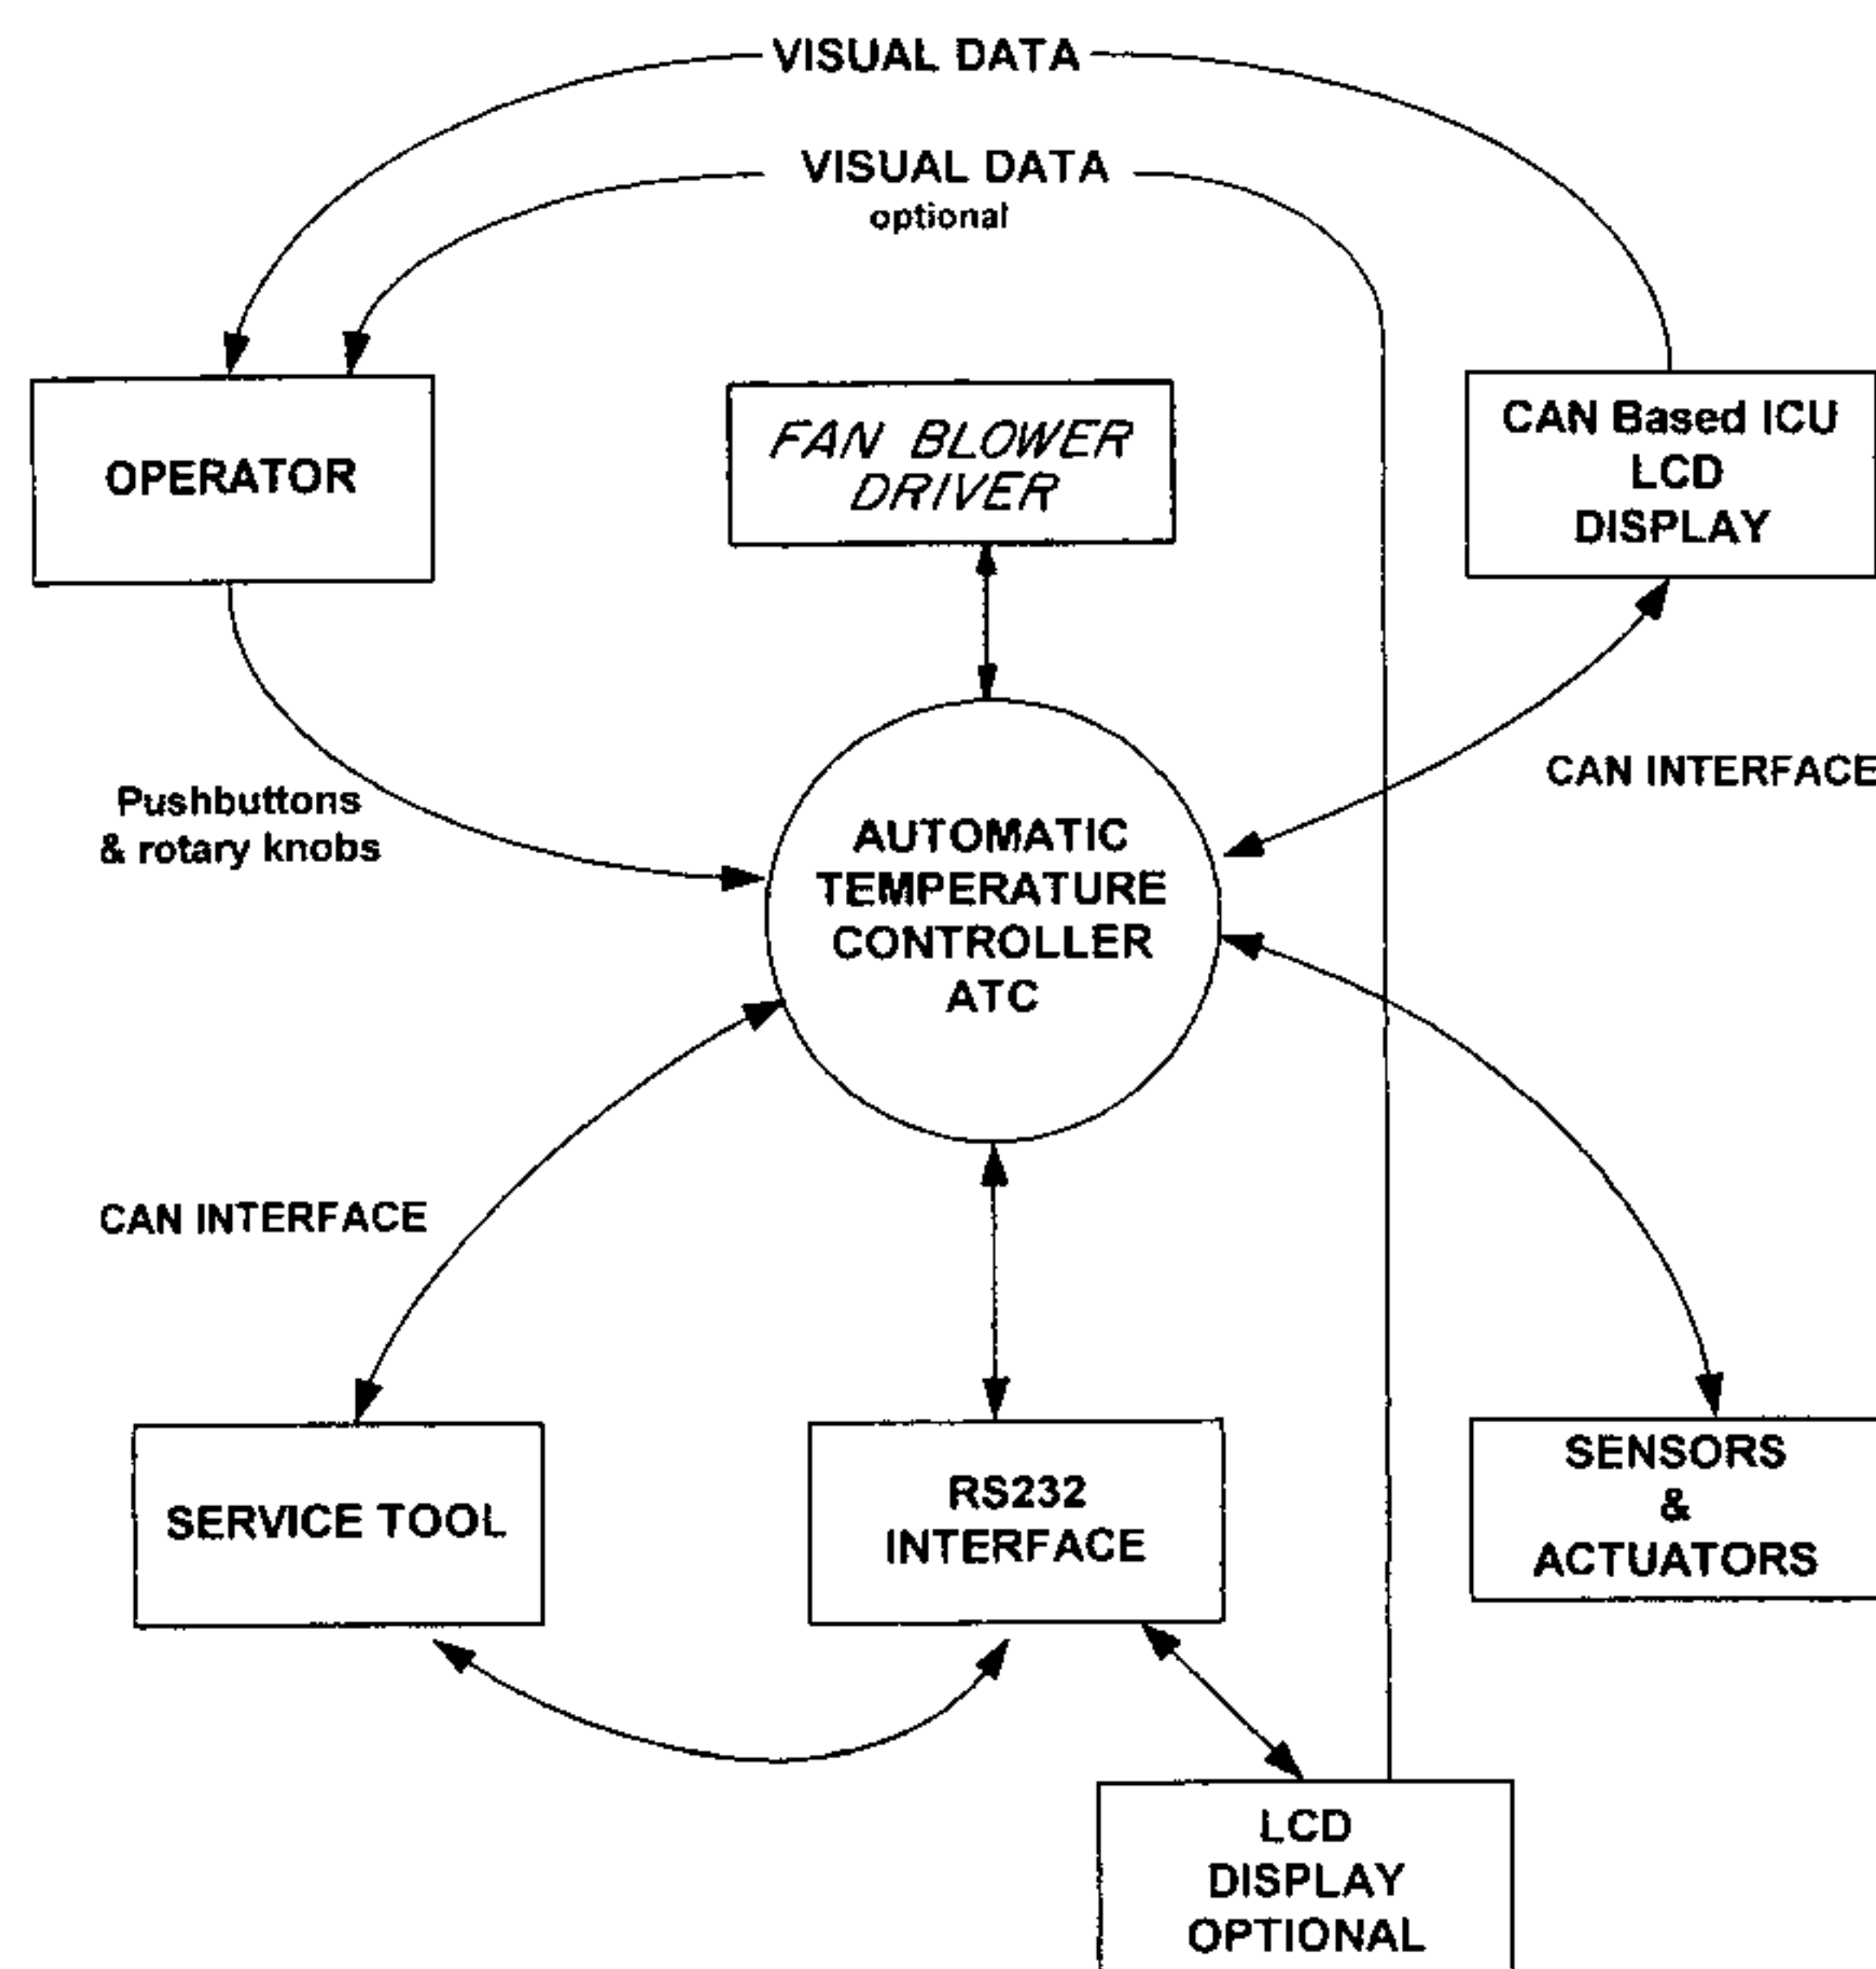 VISUAL DATA
VISUAL DATA
optional
OPERATOR
FAN BLOWER
DRIVER
CAN Based ICU
LCD
DISPLAY
Pushbuttons
& rotary knobs
CAN INTERFACE
AUTOMATIC
TEMPERATURE
CONTROLLER
ATC
CAN INTERFACE
SERVICE TOOL
RS232
INTERFACE
SENSORS
&
ACTUATORS
LCD
DISPLAY
OPTIONAL